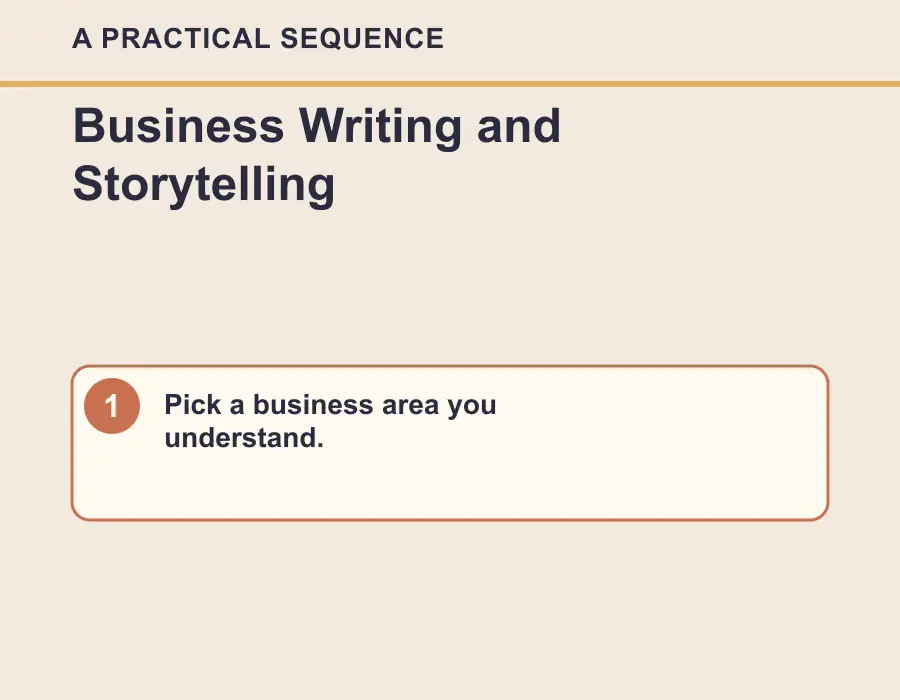 A PRACTICAL SEQUENCE
Business Writing and
Storytelling
1
Pick a business area you
understand.